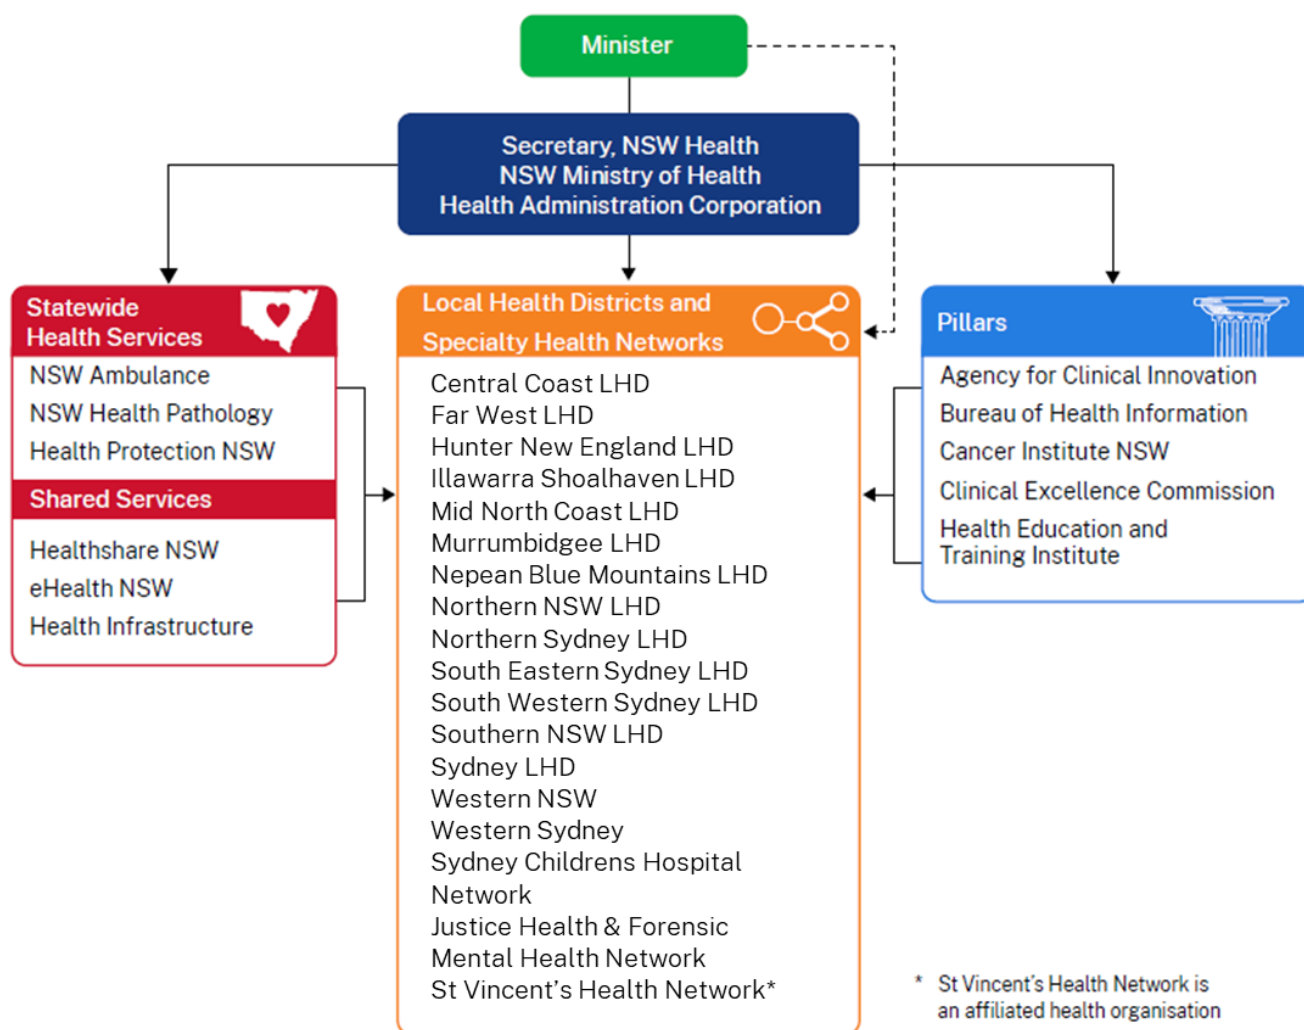 Minister
Secretary, NSW Health
NSW Ministry of Health
Health Administration Corporation
Statewide
Health Services
NSW Ambulance
NSW Health Pathology
Health Protection NSW
Shared Services
Healthshare NSW
eHealth NSW
Health Infrastructure
Local Health Districts and
Specialty Health Networks
Central Coast LHD
Far West LHD
Hunter New England LHD
Illawarra Shoalhaven LHD
Mid North Coast LHD
Murrumbidgee LHD
Nepean Blue Mountains LHD
Northern NSW LHD
Northern Sydney LHD
South Eastern Sydney LHD
South Western Sydney LHD
Southern NSW LHD
Sydney LHD
Western NSW
Western Sydney
Sydney Childrens Hospital
Network
Justice Health & Forensic
Mental Health Network
St Vincent's Health Network*
Pillars
Agency for Clinical Innovation
Bureau of Health Information
Cancer Institute NSW
Clinical Excellence Commission
Health Education and
Training Institute
* St Vincent's Health Network is
an affiliated health organisation